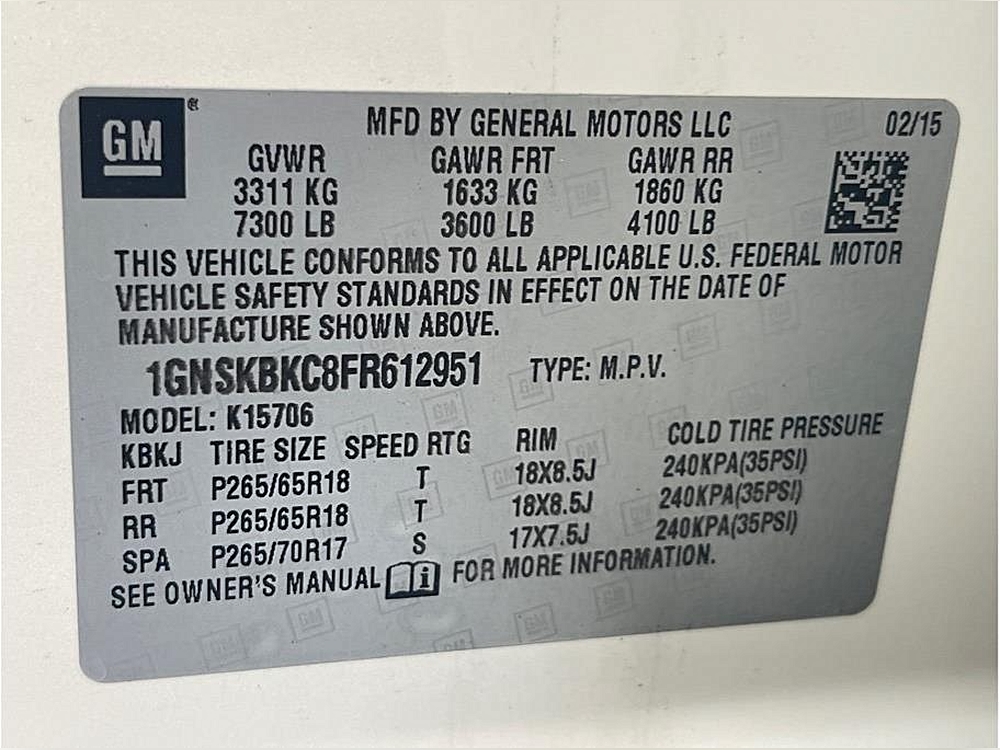 GM ®
MFD BY GENERAL MOTORS LLC 02/15
GVWR GAWR FRT GAWR RR
3311 KG 1633 KG 1860 KG
7300 LB 3600 LB 4100 LB
THIS VEHICLE CONFORMS TO ALL APPLICABLE U.S. FEDERAL MOTOR
VEHICLE SAFETY STANDARDS IN EFFECT ON THE DATE OF
MANUFACTURE SHOWN ABOVE.
1GNSKBKC8FR612951 TYPE: M.P.V.
MODEL: K15706
KBKJ TIRE SIZE SPEED RTG RIM COLD TIRE PRESSURE
FRT P265/65R18 T 18X8.5J 240KPA(35PSI)
RR P265/65R18 T 18X8.5J 240KPA(35PSI)
SPA P265/70R17 S 17X7.5J 240KPA(35PSI)
SEE OWNER'S MANUAL i FOR MORE INFORMATION.